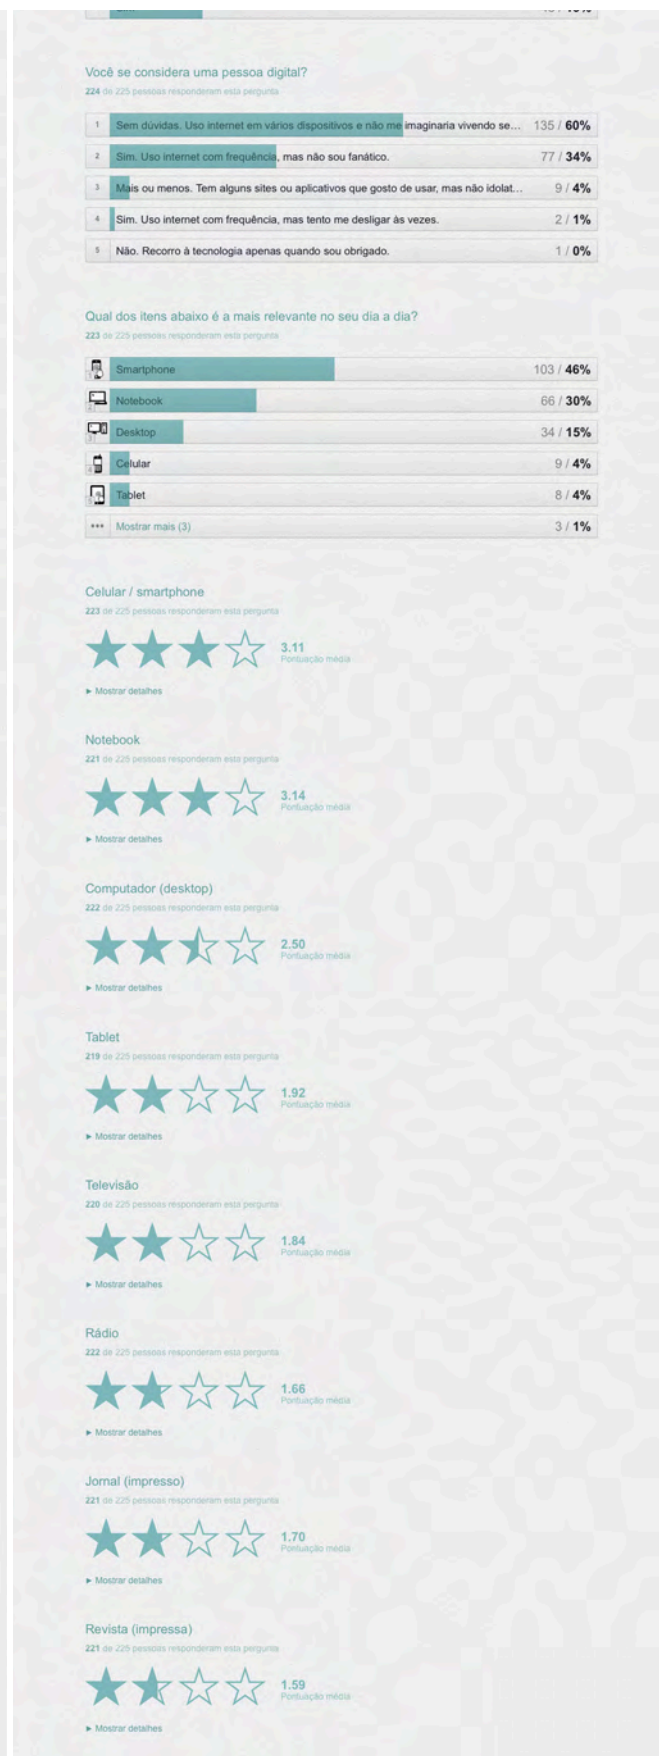 Você se considera uma pessoa digital?
224 de 225 pessoas responderam esta pergunta
1 Sem dúvidas. Uso internet em vários dispositivos e não me imaginaria vivendo se... 135 / 60%
2 Sim. Uso internet com frequência, mas não sou fanático. 77 / 34%
3 Mais ou menos. Tem alguns sites ou aplicativos que gosto de usar, mas não idolat... 9 / 4%
4 Sim. Uso internet com frequência, mas tento me desligar às vezes. 2 / 1%
5 Não. Recorro à tecnologia apenas quando sou obrigado. 1 / 0%
Qual dos itens abaixo é a mais relevante no seu dia a dia?
223 de 225 pessoas responderam esta pergunta
Smartphone 103 / 46%
Notebook 66 / 30%
Desktop 34 / 15%
Celular 9 / 4%
Tablet 8 / 4%
••• Mostrar mais (3) 3 / 1%
Celular / smartphone
223 de 225 pessoas responderam esta pergunta
3.11
Pontuação média
► Mostrar detalhes
Notebook
221 de 225 pessoas responderam esta pergunta
3.14
Pontuação média
► Mostrar detalhes
Computador (desktop)
222 de 225 pessoas responderam esta pergunta
2.50
Pontuação média
► Mostrar detalhes
Tablet
219 de 225 pessoas responderam esta pergunta
1.92
Pontuação média
► Mostrar detalhes
Televisão
220 de 225 pessoas responderam esta pergunta
1.84
Pontuação média
► Mostrar detalhes
Rádio
222 de 225 pessoas responderam esta pergunta
1.66
Pontuação média
► Mostrar detalhes
Jornal (impresso)
221 de 225 pessoas responderam esta pergunta
1.70
Pontuação média
► Mostrar detalhes
Revista (impressa)
221 de 225 pessoas responderam esta pergunta
1.59
Pontuação média
► Mostrar detalhes